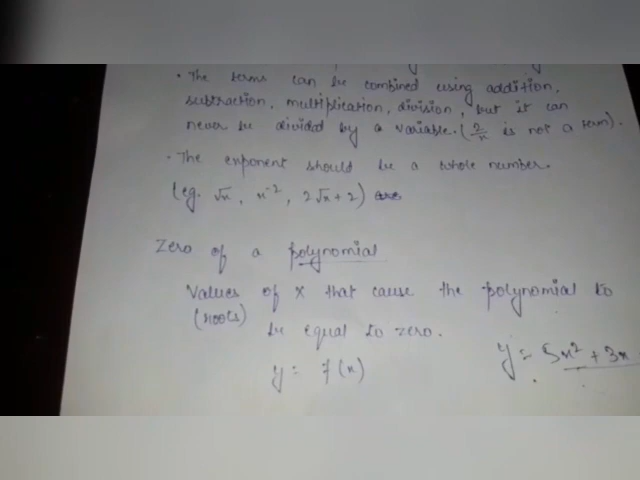 • The terms can be combined using addition,
subtraction, multiplication, division, but it can
never be divided by a variable. (2/x is not a term).
• The exponent should be a whole number.
(eg. √x, x⁻², 2√x + 2)
Zero of a polynomial
Values of x that cause the polynomial to
(roots)
be equal to zero.
y = f(x)
y = 5x² + 3x